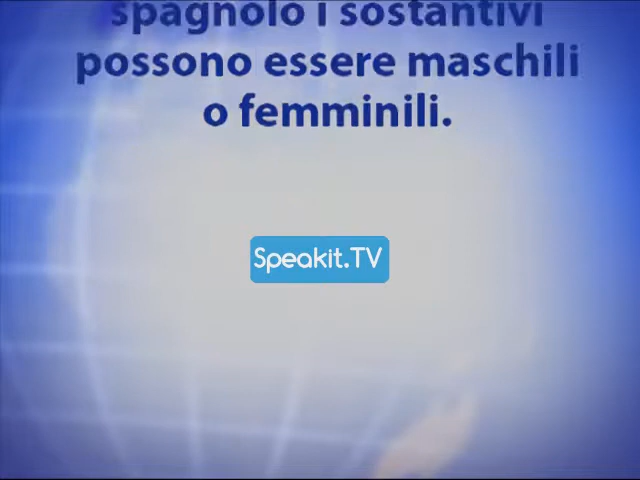 spagnolo i sostantivi
possono essere maschili
o femminili.
Speakit.TV